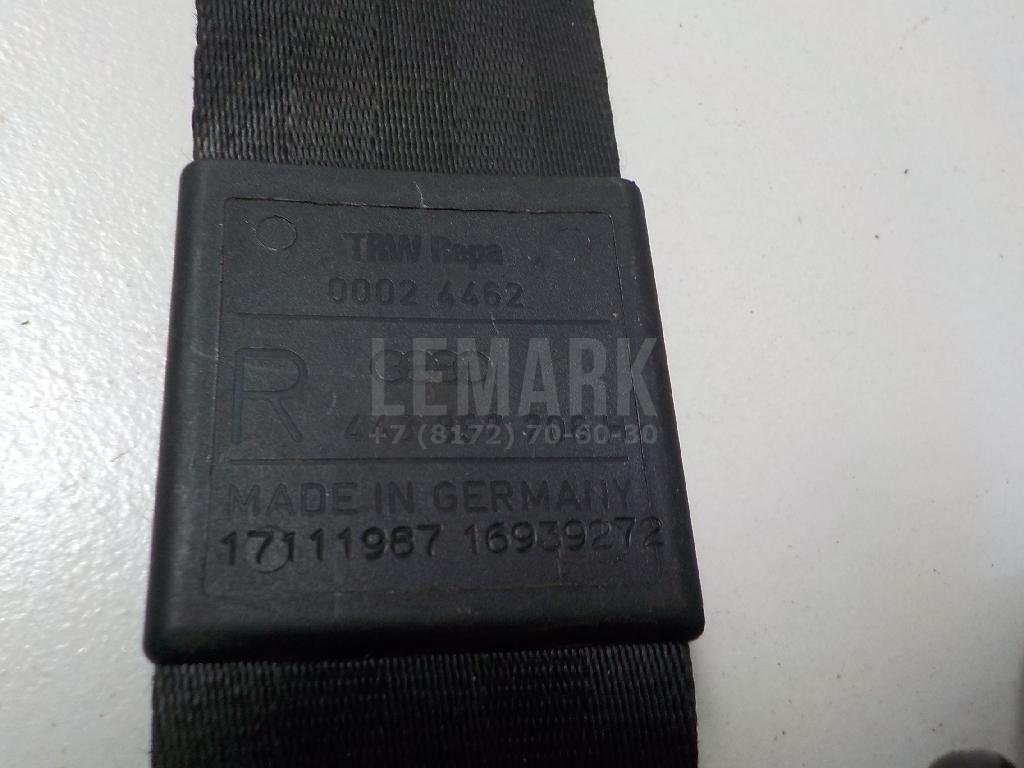 TRW Repa
0002 4462
R
LEMARK
+7 (8172) 70-60-30
MADE IN GERMANY
17111987 16939272